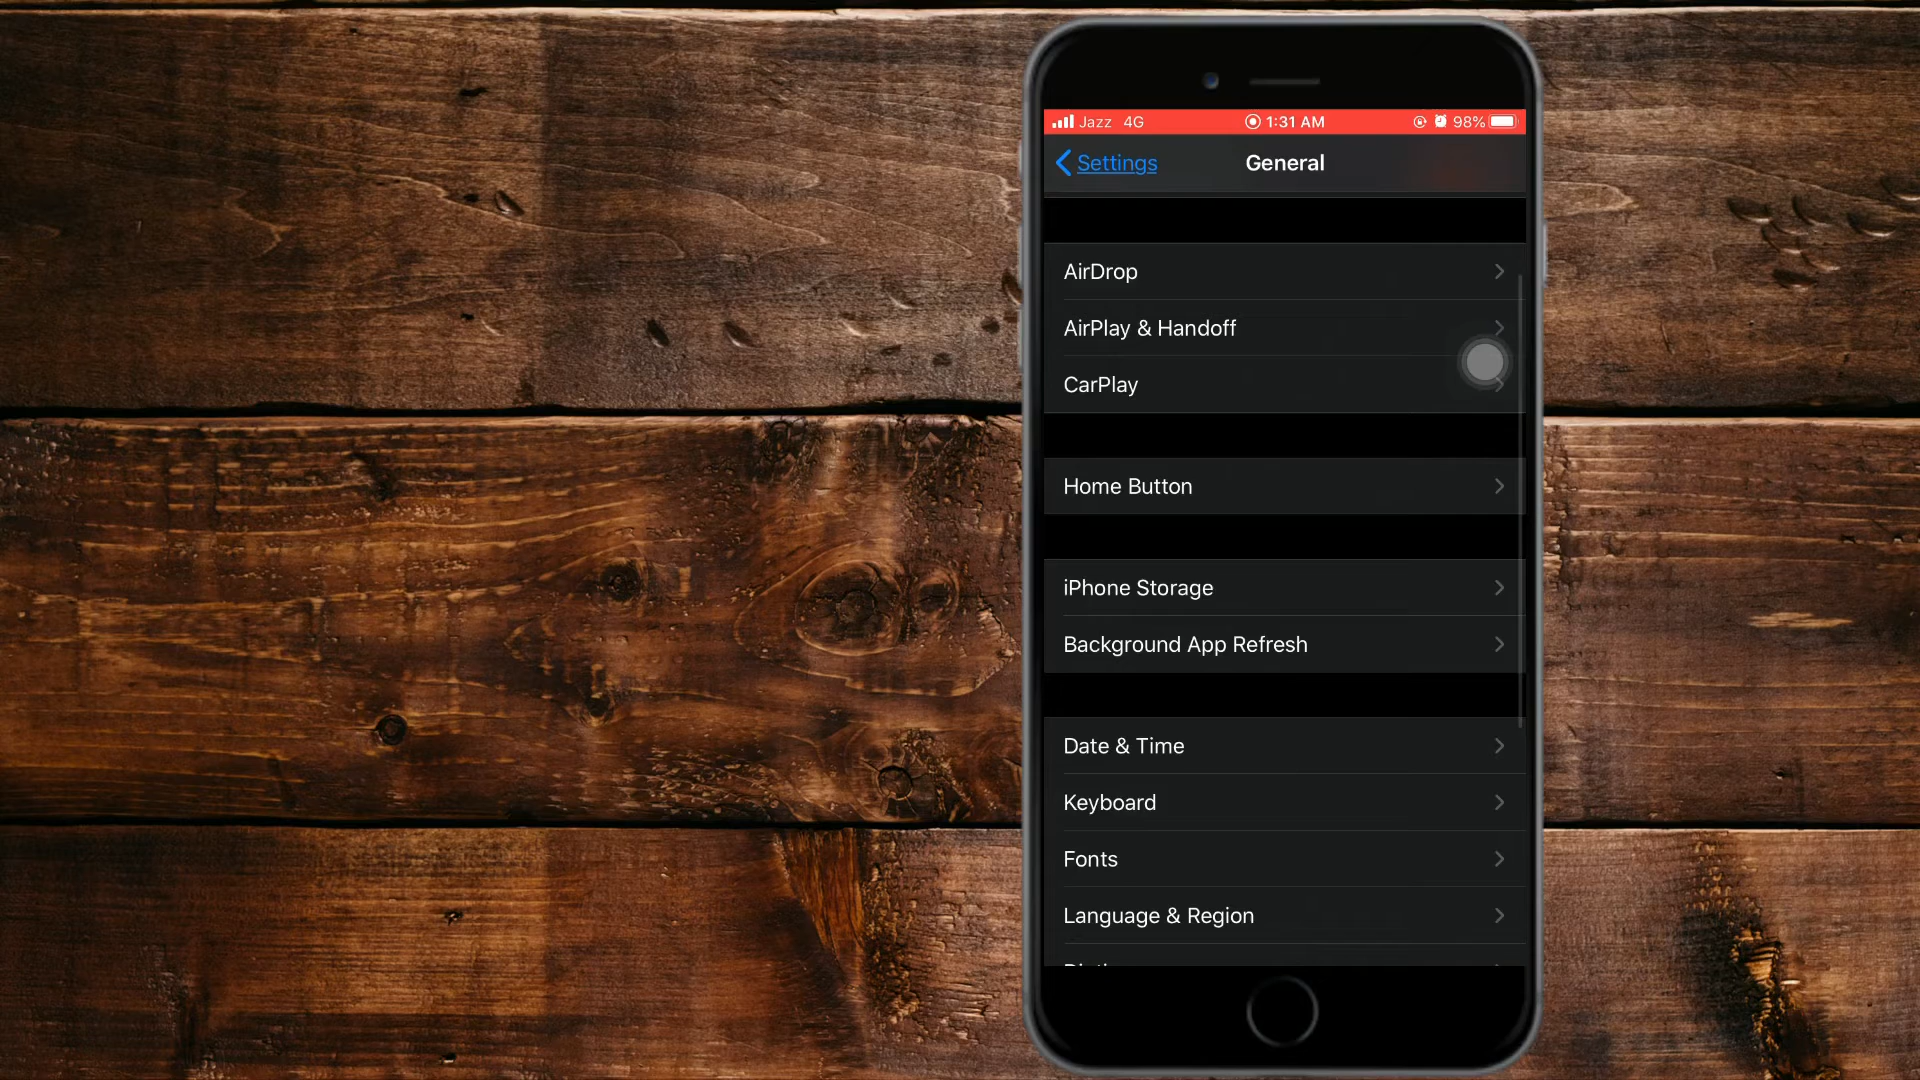 Jazz 4G 1:31 AM 98%
Settings General
AirDrop
AirPlay & Handoff
CarPlay
Home Button
iPhone Storage
Background App Refresh
Date & Time
Keyboard
Fonts
Language & Region